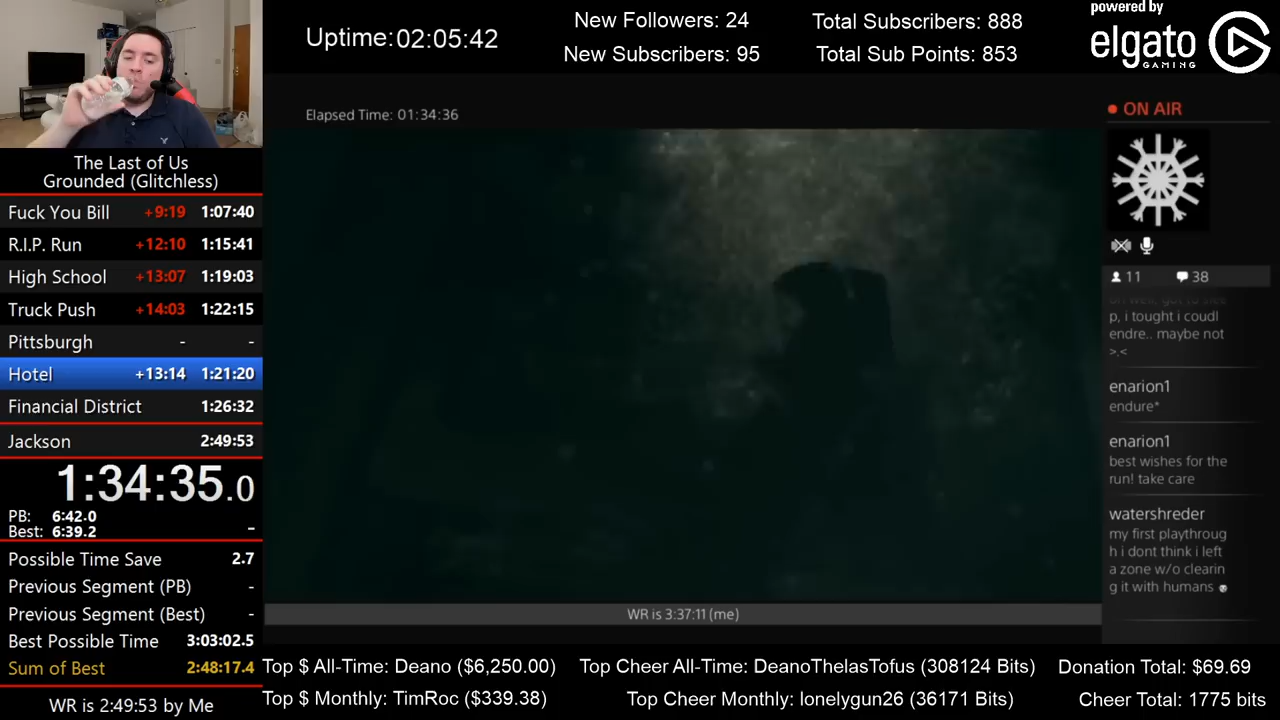 Uptime: 02:05:42
New Followers: 24
New Subscribers: 95
Total Subscribers: 888
Total Sub Points: 853
powered by
elgato
GAMING
Elapsed Time: 01:34:36
The Last of Us
Grounded (Glitchless)
Fuck You Bill +9:19 1:07:40
R.I.P. Run +12:10 1:15:41
High School +13:07 1:19:03
Truck Push +14:03 1:22:15
Pittsburgh - -
Hotel +13:14 1:21:20
Financial District 1:26:32
Jackson 2:49:53
1:34:35.0
PB: 6:42.0
Best: 6:39.2 -
Possible Time Save 2.7
Previous Segment (PB) -
Previous Segment (Best) -
Best Possible Time 3:03:02.5
Sum of Best 2:48:17.4
WR is 2:49:53 by Me
ON AIR
11 38
p, i tought i coudl
endre.. maybe not
>.<
enarion1
endure*
enarion1
best wishes for the
run! take care
watershreder
my first playthroug
h i dont think i left
a zone w/o clearin
g it with humans
WR is 3:37:11 (me)
Top $ All-Time: Deano ($6,250.00)
Top Cheer All-Time: DeanoThelasTofus (308124 Bits)
Donation Total: $69.69
Top $ Monthly: TimRoc ($339.38)
Top Cheer Monthly: lonelygun26 (36171 Bits)
Cheer Total: 1775 bits